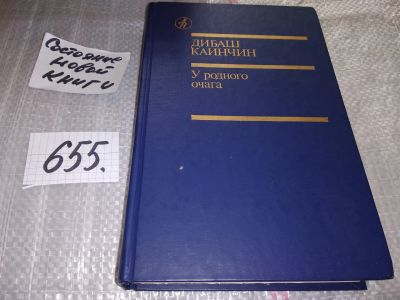 Состояние
новой
книги
655.
ДИБАШ
КАИНЧИН
У родного
очага